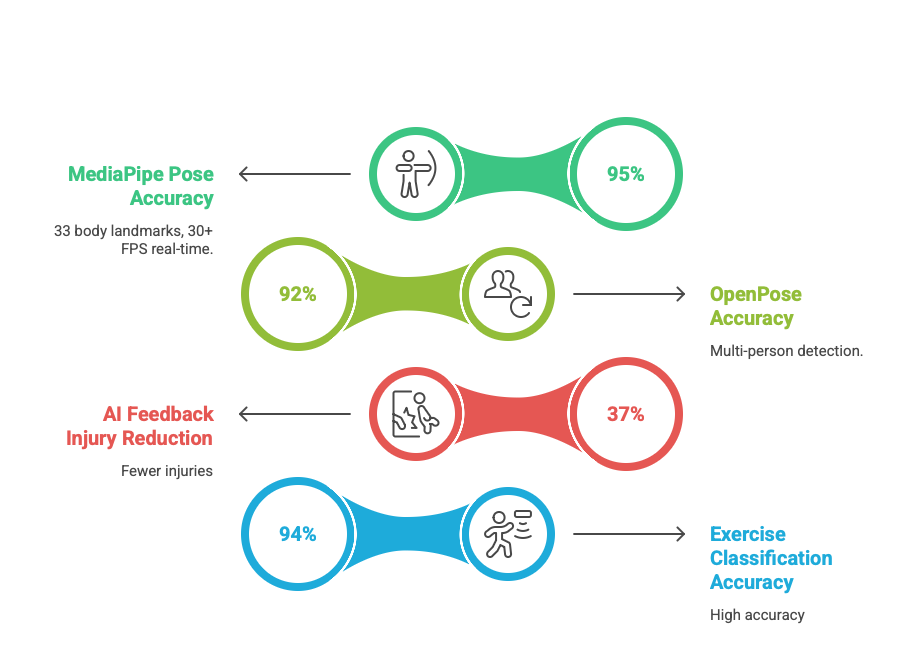 MediaPipe Pose
Accuracy
33 body landmarks, 30+
FPS real-time.
95%
92%
OpenPose
Accuracy
Multi-person detection.
AI Feedback
Injury Reduction
Fewer injuries
37%
94%
Exercise
Classification
Accuracy
High accuracy